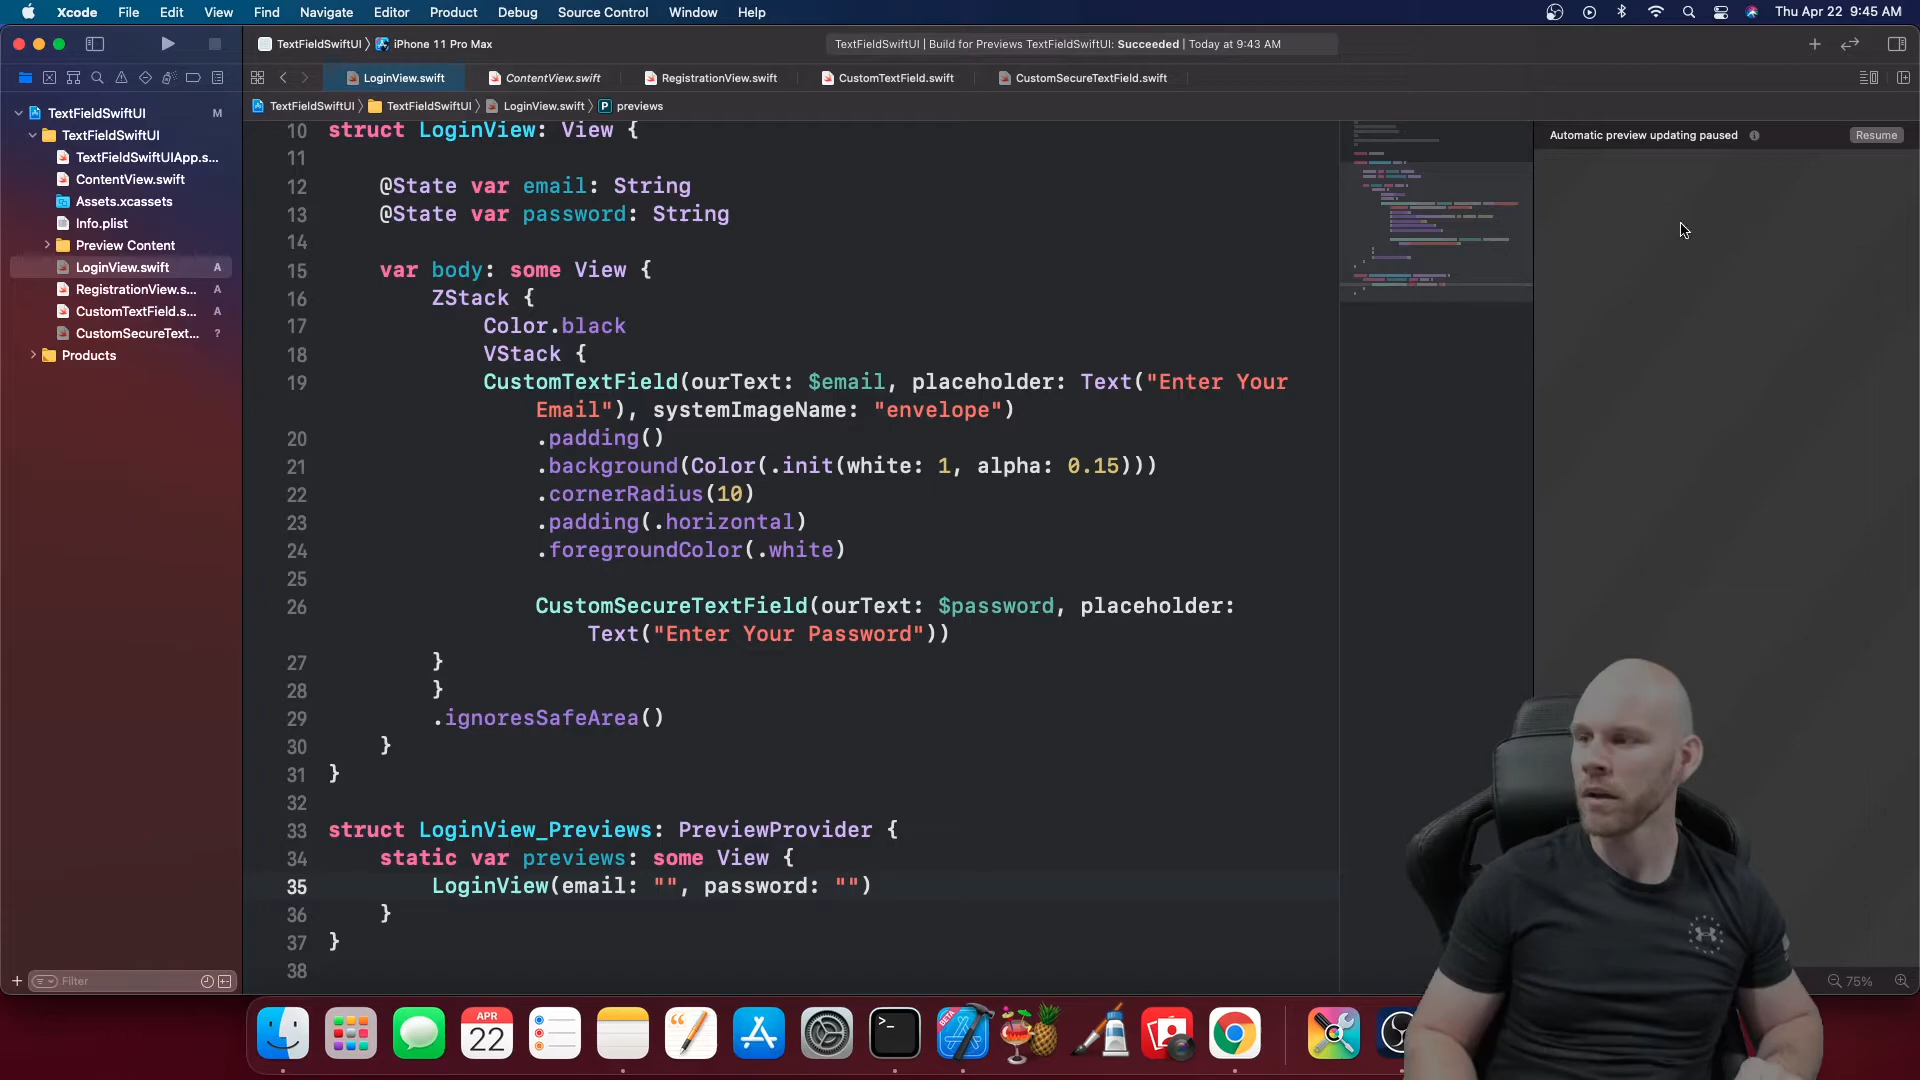 Xcode File Edit View Find Navigate Editor Product Debug Source Control Window Help Thu Apr 22 9:45 AM
TextFieldSwiftUI iPhone 11 Pro Max TextFieldSwiftUI | Build for Previews TextFieldSwiftUI: Succeeded | Today at 9:43 AM
LoginView.swift ContentView.swift RegistrationView.swift CustomTextField.swift CustomSecureTextField.swift
TextFieldSwiftUI TextFieldSwiftUI LoginView.swift P previews
TextFieldSwiftUI M
TextFieldSwiftUI
TextFieldSwiftUIApp.s...
ContentView.swift
Assets.xcassets
Info.plist
Preview Content
LoginView.swift A
RegistrationView.s... A
CustomTextField.s... A
CustomSecureText... ?
Products
Filter
10 struct LoginView: View {
11
12 @State var email: String
13 @State var password: String
14
15 var body: some View {
16 ZStack {
17 Color.black
18 VStack {
19 CustomTextField(ourText: $email, placeholder: Text("Enter Your
Email"), systemImageName: "envelope")
20 .padding()
21 .background(Color(.init(white: 1, alpha: 0.15)))
22 .cornerRadius(10)
23 .padding(.horizontal)
24 .foregroundColor(.white)
25
26 CustomSecureTextField(ourText: $password, placeholder:
Text("Enter Your Password"))
27 }
28 }
29 .ignoresSafeArea()
30 }
31 }
32
33 struct LoginView_Previews: PreviewProvider {
34 static var previews: some View {
35 LoginView(email: "", password: "")
36 }
37 }
38
Automatic preview updating paused Resume
75%
APR
22
BETA